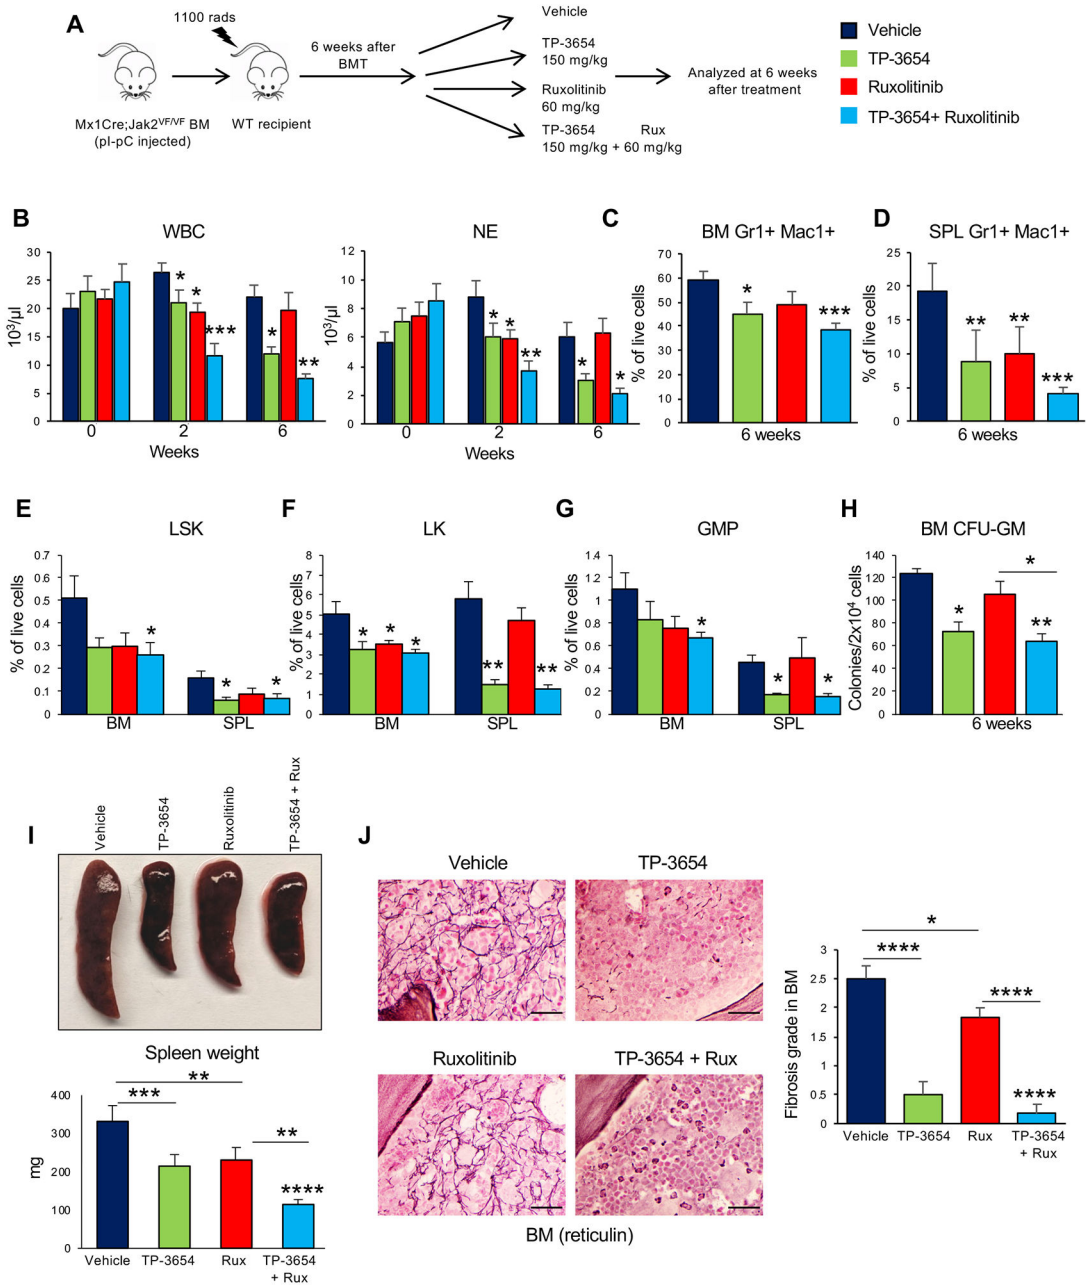 A
1100 rads
6 weeks after
BMT
Mx1Cre;Jak2VF/VF BM
(pI-pC injected)
WT recipient
Vehicle
TP-3654
150 mg/kg
Ruxolitinib
60 mg/kg
TP-3654 Rux
150 mg/kg + 60 mg/kg
Analyzed at 6 weeks
after treatment
Vehicle
TP-3654
Ruxolitinib
TP-3654+ Ruxolitinib
B
WBC
10³/µl
30
25
20
15
10
5
0
* * ***
* **
0 2 6
Weeks
NE
10³/µl
12
10
8
6
4
2
0
* * **
* *
0 2 6
Weeks
C
BM Gr1+ Mac1+
% of live cells
70
60
50
40
30
20
10
0
* ***
6 weeks
D
SPL Gr1+ Mac1+
% of live cells
25
20
15
10
5
0
** ** ***
6 weeks
E
LSK
% of live cells
0.7
0.6
0.5
0.4
0.3
0.2
0.1
0
*
* *
BM SPL
F
LK
% of live cells
8
7
6
5
4
3
2
1
0
* * *
** **
BM SPL
G
GMP
% of live cells
1.4
1.2
1
0.8
0.6
0.4
0.2
0
*
* *
BM SPL
H
BM CFU-GM
Colonies/2x10⁴ cells
140
120
100
80
60
40
20
0
*
* **
6 weeks
I
Vehicle
TP-3654
Ruxolitinib
TP-3654 + Rux
Spleen weight
mg
400
300
200
100
0
**
***
**
****
Vehicle TP-3654 Rux TP-3654
+ Rux
J
Vehicle TP-3654
Ruxolitinib TP-3654 + Rux
BM (reticulin)
Fibrosis grade in BM
3
2.5
2
1.5
1
0.5
0
*
****
****
****
Vehicle TP-3654 Rux TP-3654
+ Rux